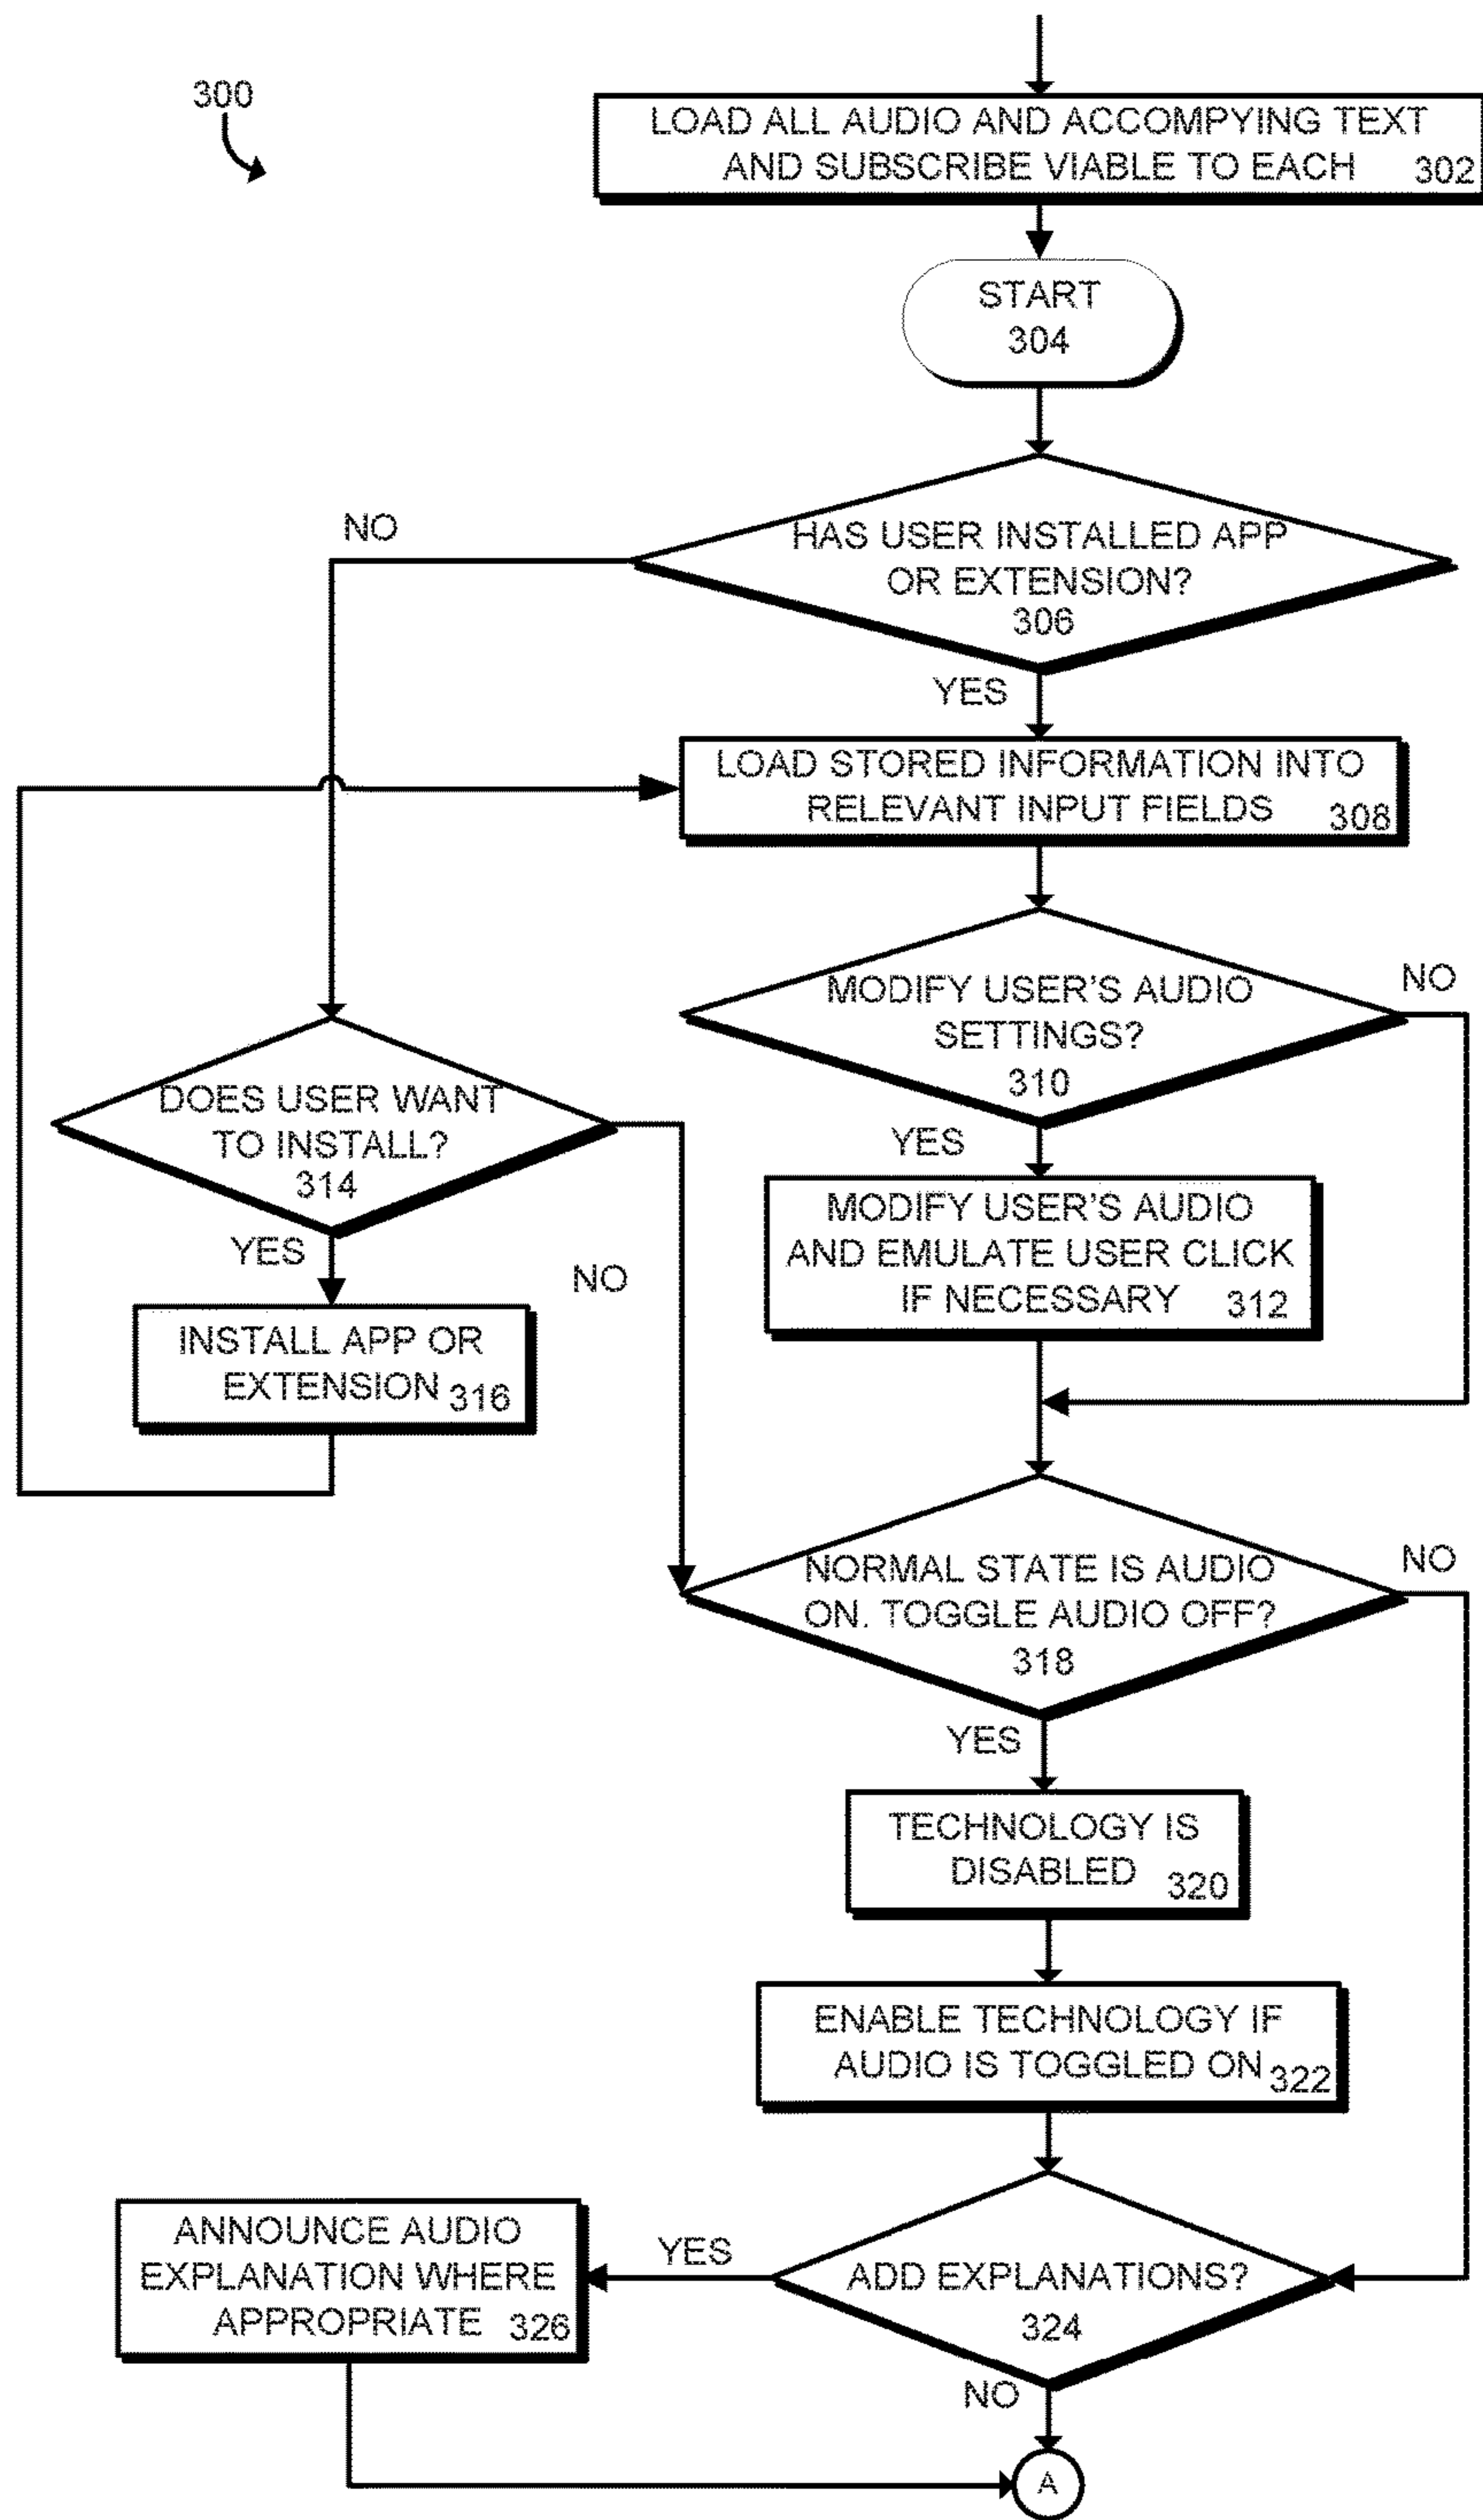 300
LOAD ALL AUDIO AND ACCOMPYING TEXT
AND SUBSCRIBE VIABLE TO EACH
302
START
304
NO
HAS USER INSTALLED APP
OR EXTENSION?
306
YES
LOAD STORED INFORMATION INTO
RELEVANT INPUT FIELDS
308
MODIFY USER'S AUDIO
SETTINGS?
310
NO
YES
DOES USER WANT
TO INSTALL?
314
YES
NO
MODIFY USER'S AUDIO
AND EMULATE USER CLICK
IF NECESSARY
312
INSTALL APP OR
EXTENSION
316
NORMAL STATE IS AUDIO
ON. TOGGLE AUDIO OFF?
318
NO
YES
TECHNOLOGY IS
DISABLED
320
ENABLE TECHNOLOGY IF
AUDIO IS TOGGLED ON
322
ADD EXPLANATIONS?
324
YES
ANNOUNCE AUDIO
EXPLANATION WHERE
APPROPRIATE
326
NO
A